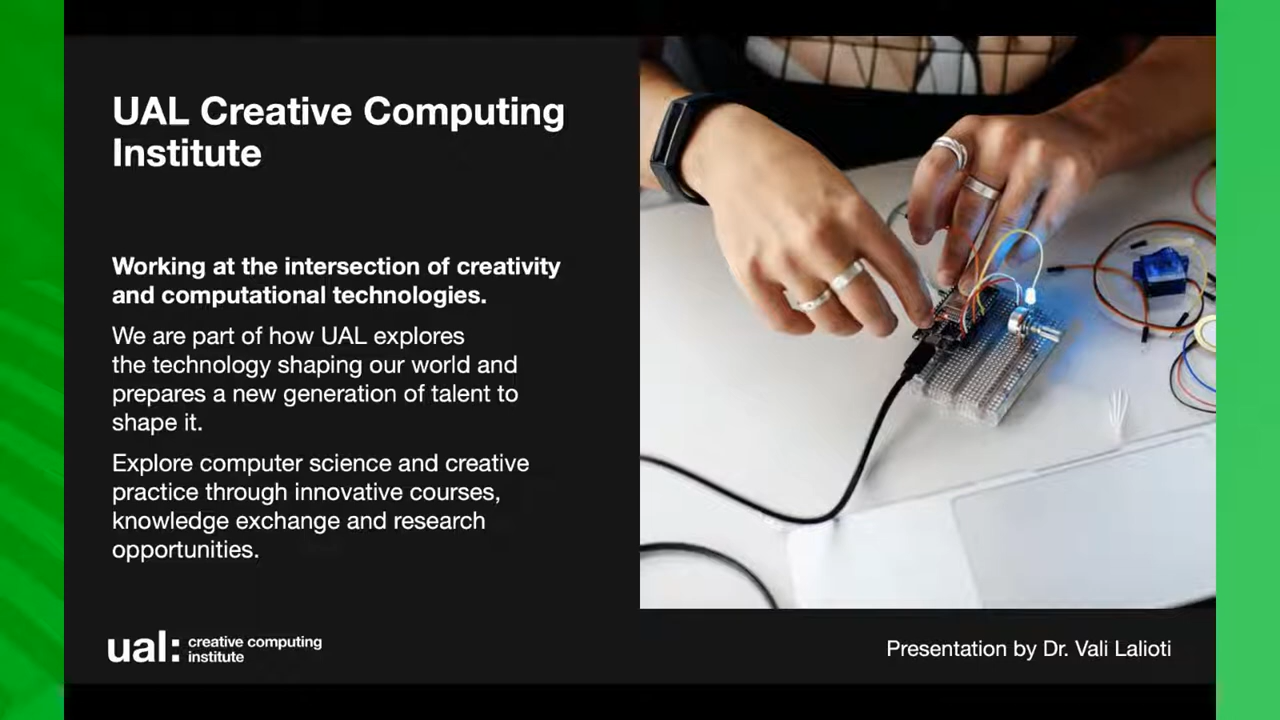 UAL Creative Computing
Institute
Working at the intersection of creativity
and computational technologies.
We are part of how UAL explores
the technology shaping our world and
prepares a new generation of talent to
shape it.
Explore computer science and creative
practice through innovative courses,
knowledge exchange and research
opportunities.
ual: creative computing
institute
Presentation by Dr. Vali Lalioti